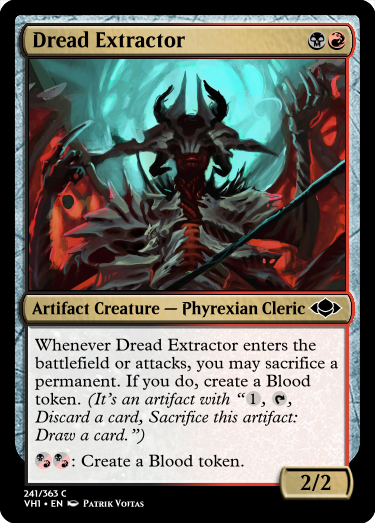 Dread Extractor
Artifact Creature — Phyrexian Cleric
Whenever Dread Extractor enters the
battlefield or attacks, you may sacrifice a
permanent. If you do, create a Blood
token. (It's an artifact with “1, T,
Discard a card, Sacrifice this artifact:
Draw a card.”)
: Create a Blood token.
2/2
241/363 C
VH1 • EN Patrik Voitas